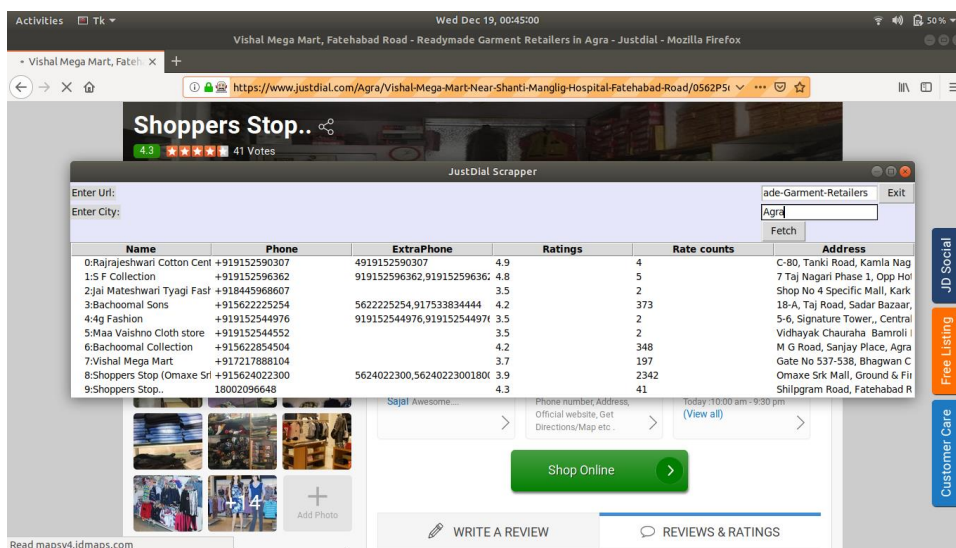 Activities Tk Wed Dec 19, 00:45:00 50 %
Vishal Mega Mart, Fatehabad Road - Readymade Garment Retailers in Agra - Justdial - Mozilla Firefox
Vishal Mega Mart, Fateh
https://www.justdial.com/Agra/Vishal-Mega-Mart-Near-Shanti-Manglig-Hospital-Fatehabad-Road/0562P5
Shoppers Stop..
4.3 41 Votes
JustDial Scrapper
Enter Url: ade-Garment-Retailers Exit
Enter City: Agra
Fetch
Name Phone ExtraPhone Ratings Rate counts Address
0:Rajrajeshwari Cotton Cent +919152590307 4919152590307 4.9 4 C-80, Tanki Road, Kamla Nag
1:S F Collection +919152596362 919152596362,919152596362 4.8 5 7 Taj Nagari Phase 1, Opp Hot
2:Jai Mateshwari Tyagi Fash +918445968607 3.5 2 Shop No 4 Specific Mall, Kark
3:Bachoomal Sons +915622225254 5622225254,917533834444 4.2 373 18-A, Taj Road, Sadar Bazaar,
4:4g Fashion +919152544976 919152544976,919152544976 3.5 2 5-6, Signature Tower,, Central
5:Maa Vaishno Cloth store +919152544552 3.5 2 Vidhayak Chauraha Bamroli
6:Bachoomal Collection +915622854504 4.2 348 M G Road, Sanjay Place, Agra
7:Vishal Mega Mart +917217888104 3.7 197 Gate No 537-538, Bhagwan C
8:Shoppers Stop (Omaxe Srl +915624022300 5624022300,56240223001800 3.9 2342 Omaxe Srk Mall, Ground & Fir
9:Shoppers Stop.. 18002096648 4.3 41 Shilpgram Road, Fatehabad R
JD Social
Free Listing
Customer Care
Sajal Awesome....
Phone number, Address,
Official website, Get
Directions/Map etc .
Today :10:00 am - 9:30 pm
(View all)
Shop Online
+14
Add Photo
WRITE A REVIEW REVIEWS & RATINGS
Read mapsv4.jdmaps.com